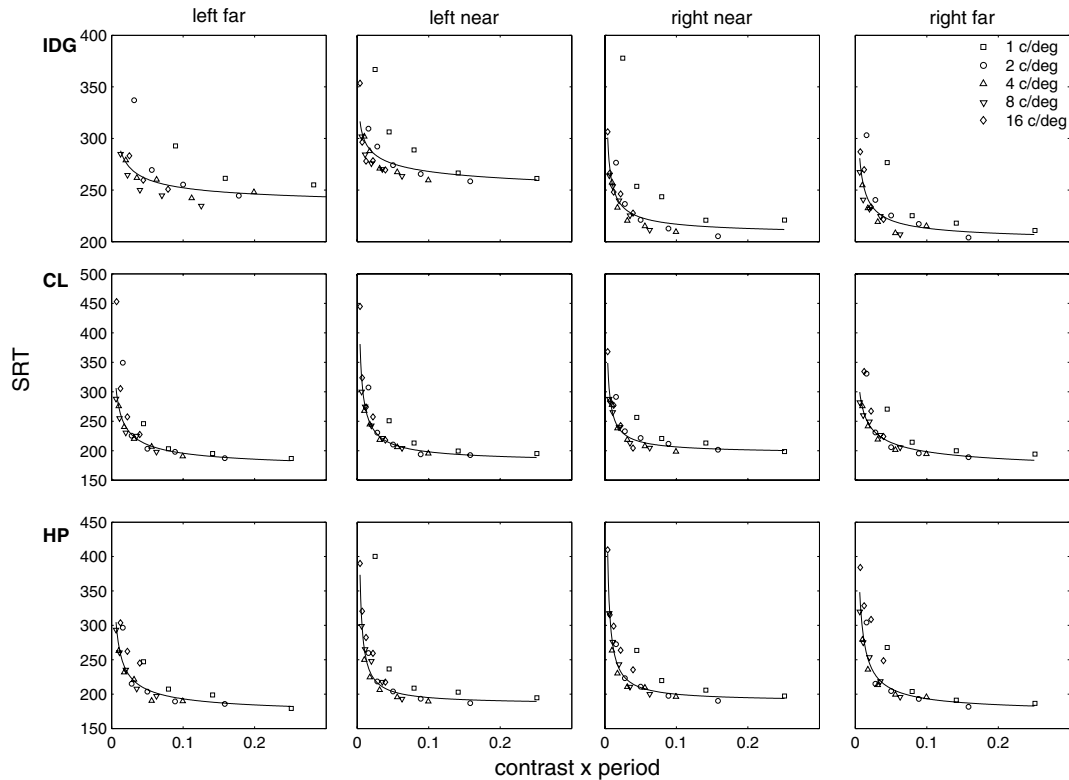 left far left near right near right far
IDG
400
350
300
250
200
1 c/deg
2 c/deg
4 c/deg
8 c/deg
16 c/deg
CL
500
450
400
350
300
250
200
150
SRT
HP
450
400
350
300
250
200
150
0 0.1 0.2 0 0.1 0.2 0 0.1 0.2 0 0.1 0.2
contrast x period